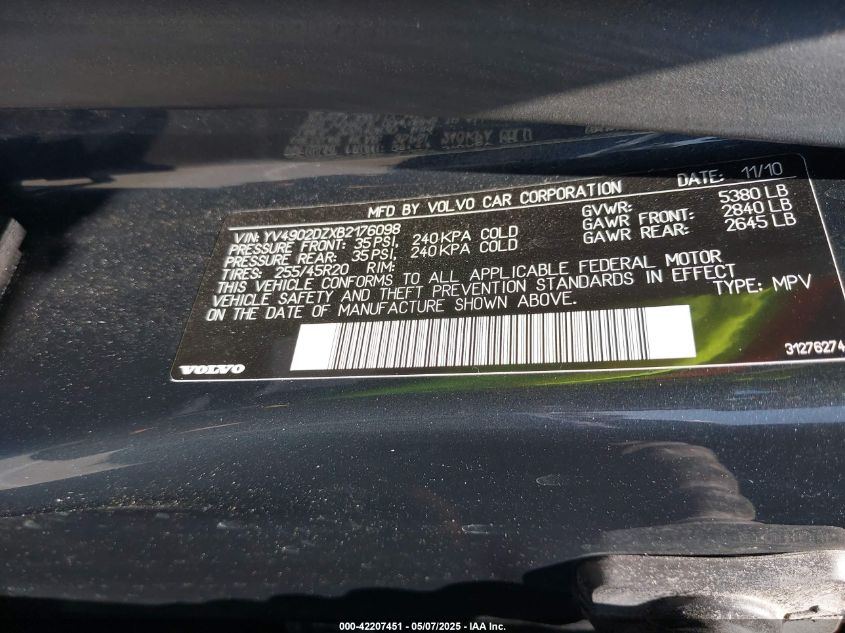 MFD BY VOLVO CAR CORPORATION DATE: 11/10
VIN: YV4902DZXB2176098 GVWR: 5380 LB
PRESSURE FRONT: 35 PSI, 240 KPA COLD GAWR FRONT: 2840 LB
PRESSURE REAR: 35 PSI, 240 KPA COLD GAWR REAR: 2645 LB
TIRES: 255/45R20 RIM:
THIS VEHICLE CONFORMS TO ALL APPLICABLE FEDERAL MOTOR
VEHICLE SAFETY AND THEFT PREVENTION STANDARDS IN EFFECT
ON THE DATE OF MANUFACTURE SHOWN ABOVE. TYPE: MPV
VOLVO 31276274
000-42207451 - 05/07/2025 - IAA Inc.